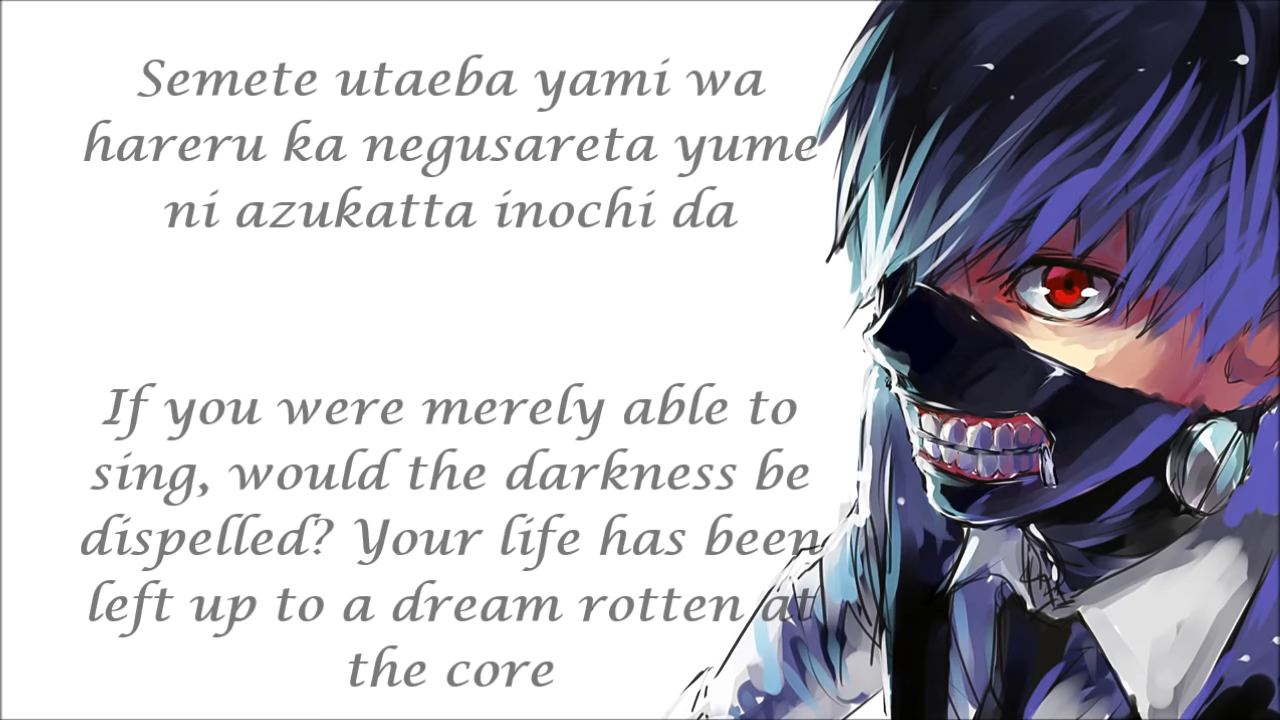 Semete utaeba yami wa
hareru ka negusareta yume
ni azukatta inochi da
If you were merely able to
sing, would the darkness be
dispelled? Your life has been
left up to a dream rotten at
the core